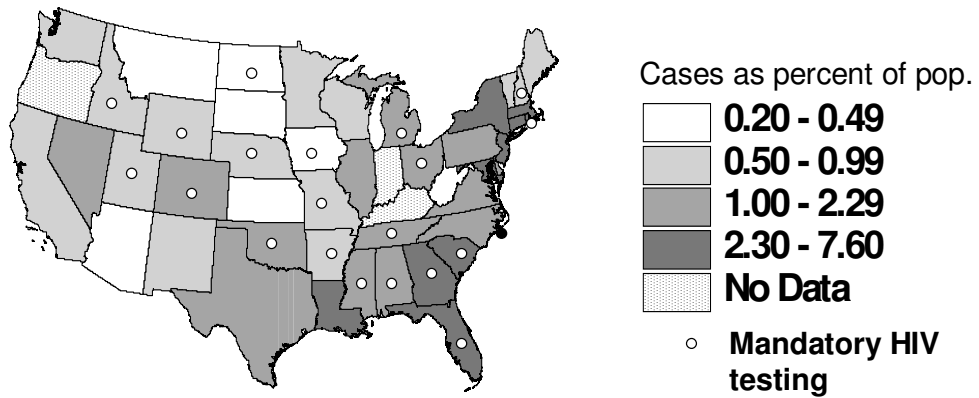 Cases as percent of pop.
0.20 - 0.49
0.50 - 0.99
1.00 - 2.29
2.30 - 7.60
No Data
Mandatory HIV
testing